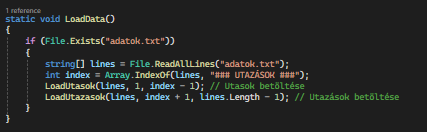 1 reference
static void LoadData()
{
if (File.Exists("adatok.txt"))
{
string[] lines = File.ReadAllLines("adatok.txt");
int index = Array.IndexOf(lines, "### UTAZÁSOK ###");
LoadUtasok(lines, 1, index - 1); // Utasok betöltése
LoadUtazasok(lines, index + 1, lines.Length - 1); // Utazások betöltése
}
}